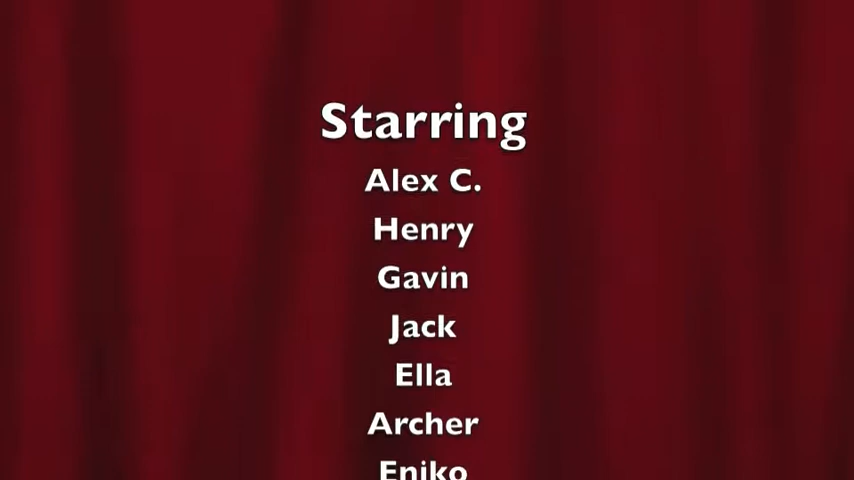 Starring
Alex C.
Henry
Gavin
Jack
Ella
Archer
Eniko